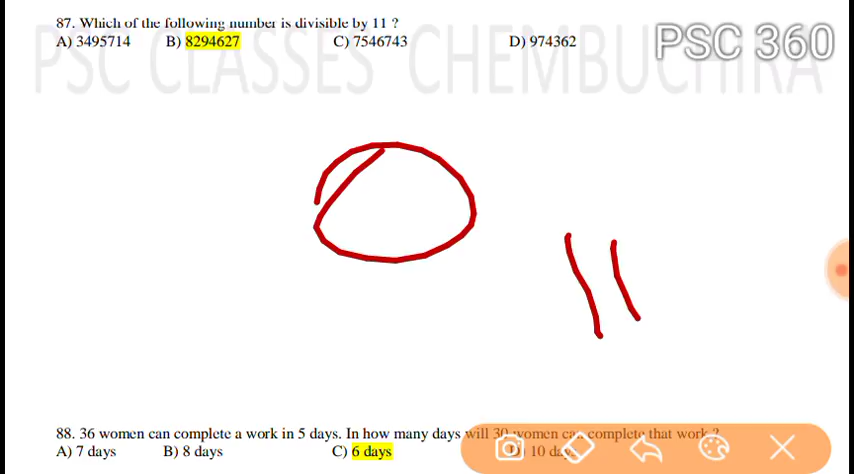 87. Which of the following number is divisible by 11 ?
A) 3495714 B) 8294627 C) 7546743 D) 974362
PSC 360
PSC CLASSES CHEMBUCHIRA
0 11
88. 36 women can complete a work in 5 days. In how many days will 30 women can complete that work ?
A) 7 days B) 8 days C) 6 days D) 10 days